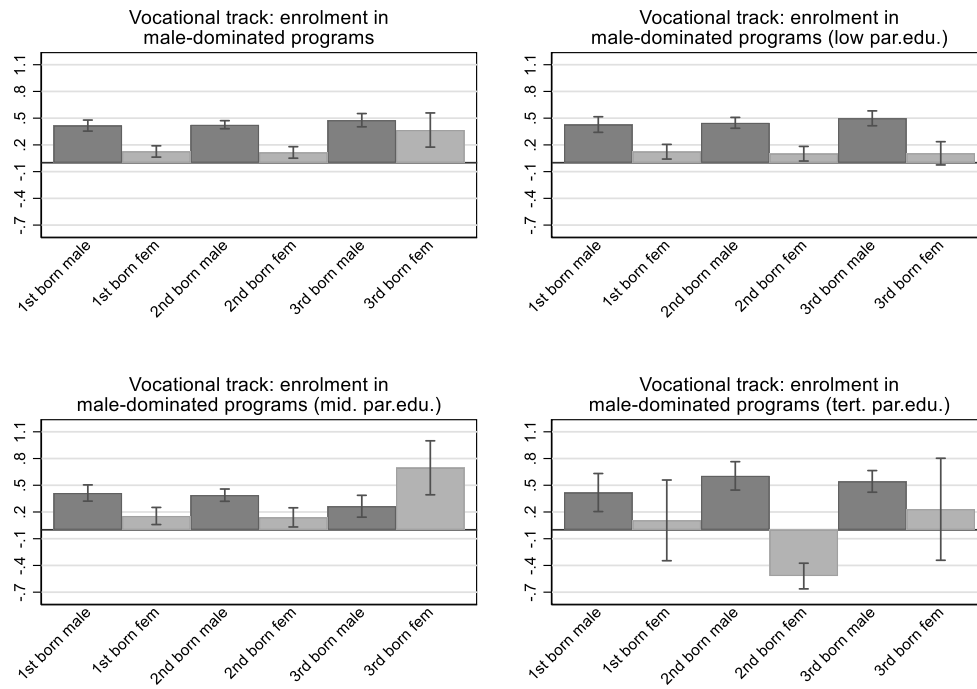 Vocational track: enrolment in
male-dominated programs
1.1
.8
.5
.2
-.1
-.4
-.7
1st born male
1st born fem
2nd born male
2nd born fem
3rd born male
3rd born fem
Vocational track: enrolment in
male-dominated programs (low par.edu.)
1.1
.8
.5
.2
-.1
-.4
-.7
1st born male
1st born fem
2nd born male
2nd born fem
3rd born male
3rd born fem
Vocational track: enrolment in
male-dominated programs (mid. par.edu.)
1.1
.8
.5
.2
-.1
-.4
-.7
1st born male
1st born fem
2nd born male
2nd born fem
3rd born male
3rd born fem
Vocational track: enrolment in
male-dominated programs (tert. par.edu.)
1.1
.8
.5
.2
-.1
-.4
-.7
1st born male
1st born fem
2nd born male
2nd born fem
3rd born male
3rd born fem